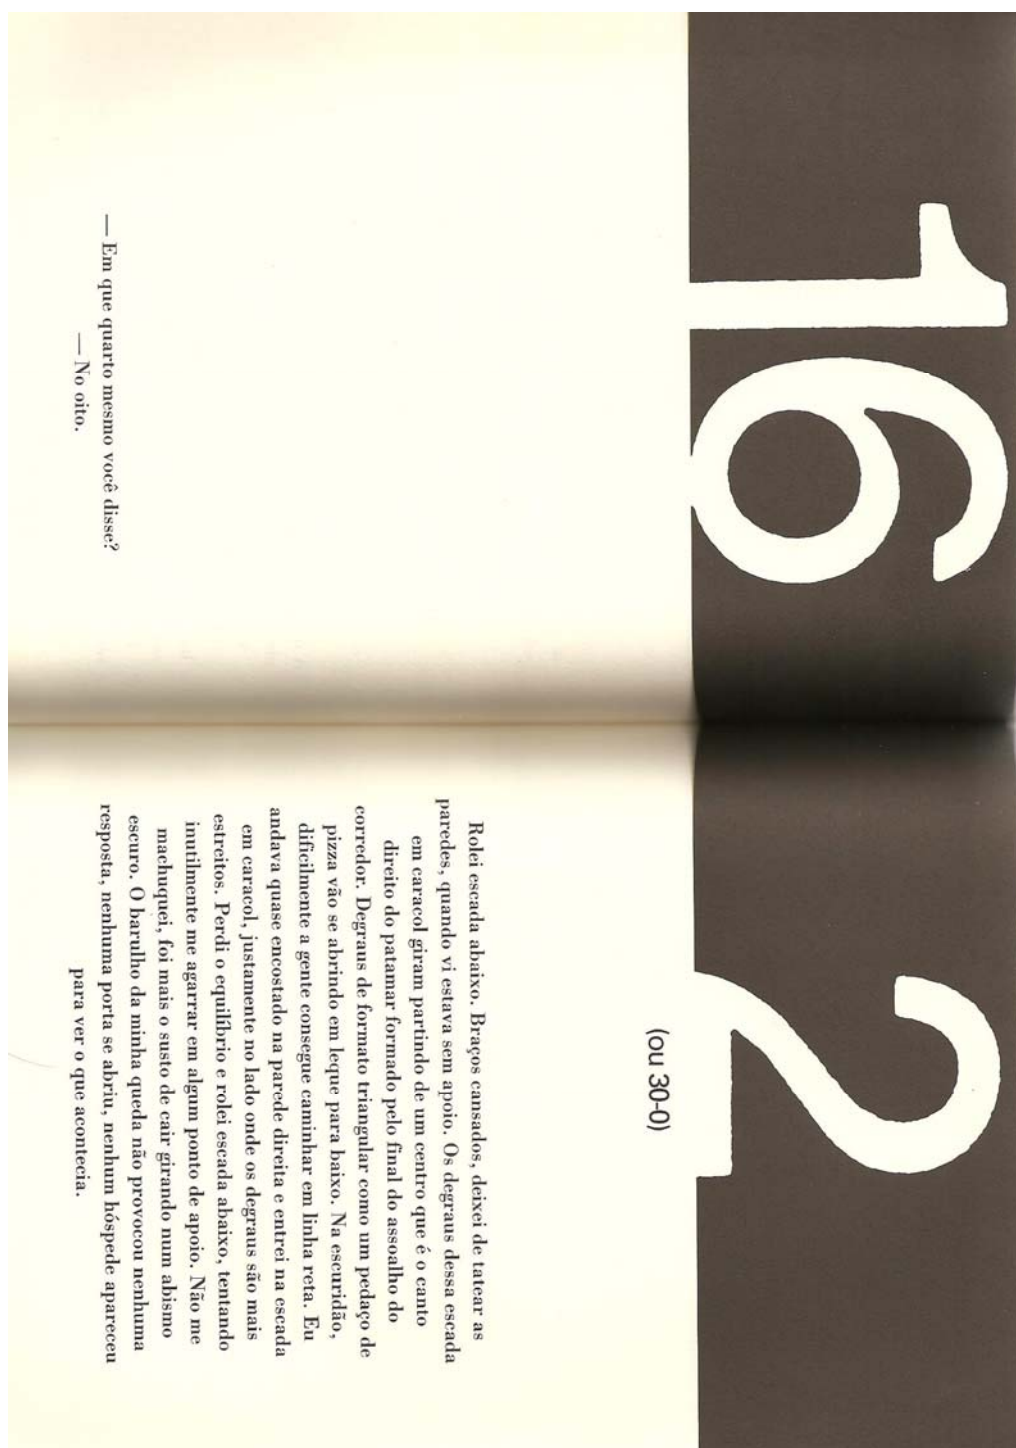 16
— Em que quarto mesmo você disse?
— No oito.
2
(ou 30-0)
Rolei escada abaixo. Braços cansados, deixei de tatear as
paredes, quando vi estava sem apoio. Os degraus dessa escada
em caracol giram partindo de um centro que é o canto
direito do patamar formado pelo final do assoalho do
corredor. Degraus de formato triangular como um pedaço de
pizza vão se abrindo em leque para baixo. Na escuridão,
dificilmente a gente consegue caminhar em linha reta. Eu
andava quase encostado na parede direita e entrei na escada
em caracol, justamente no lado onde os degraus são mais
estreitos. Perdi o equilíbrio e rolei escada abaixo, tentando
inutilmente me agarrar em algum ponto de apoio. Não me
machuquei, foi mais o susto de cair girando num abismo
escuro. O barulho da minha queda não provocou nenhuma
resposta, nenhuma porta se abriu, nenhum hóspede apareceu
para ver o que acontecia.